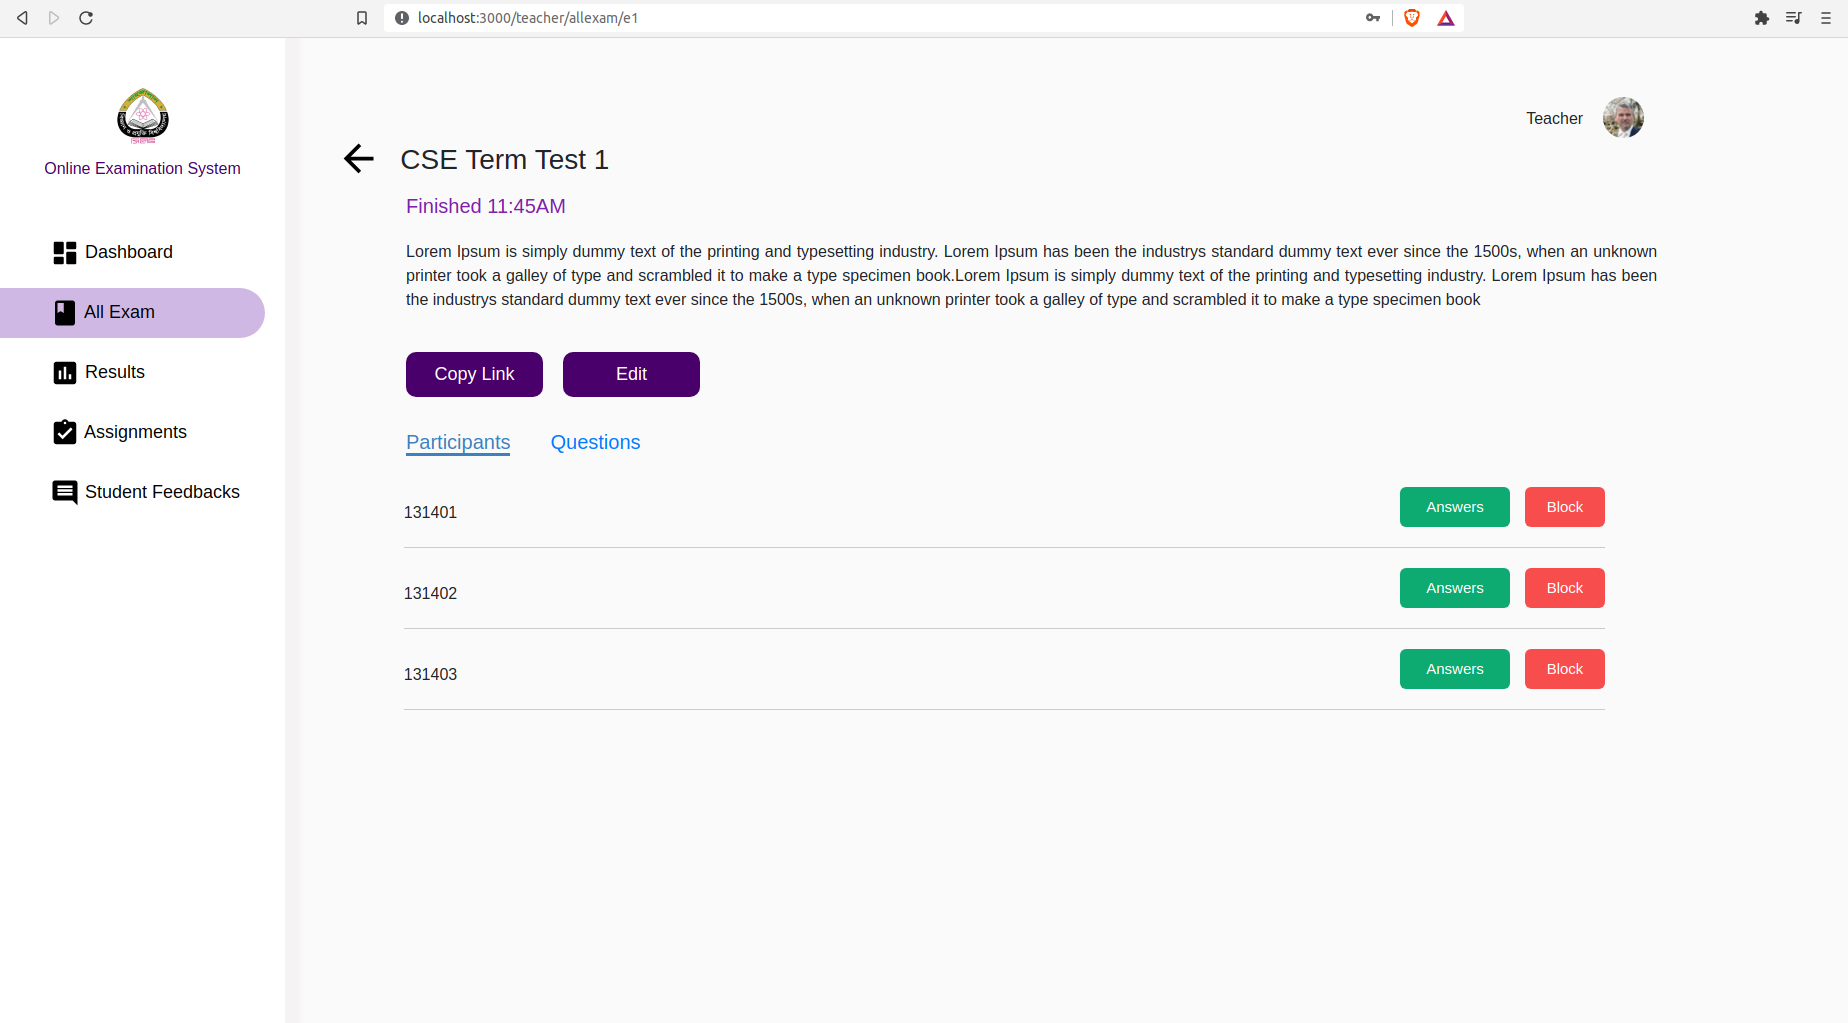 localhost:3000/teacher/allexam/e1
Online Examination System
Dashboard
All Exam
Results
Assignments
Student Feedbacks
Teacher
CSE Term Test 1
Finished 11:45AM
Lorem Ipsum is simply dummy text of the printing and typesetting industry. Lorem Ipsum has been the industrys standard dummy text ever since the 1500s, when an unknown
printer took a galley of type and scrambled it to make a type specimen book.Lorem Ipsum is simply dummy text of the printing and typesetting industry. Lorem Ipsum has been
the industrys standard dummy text ever since the 1500s, when an unknown printer took a galley of type and scrambled it to make a type specimen book
Copy Link Edit
Participants Questions
131401 Answers Block
131402 Answers Block
131403 Answers Block